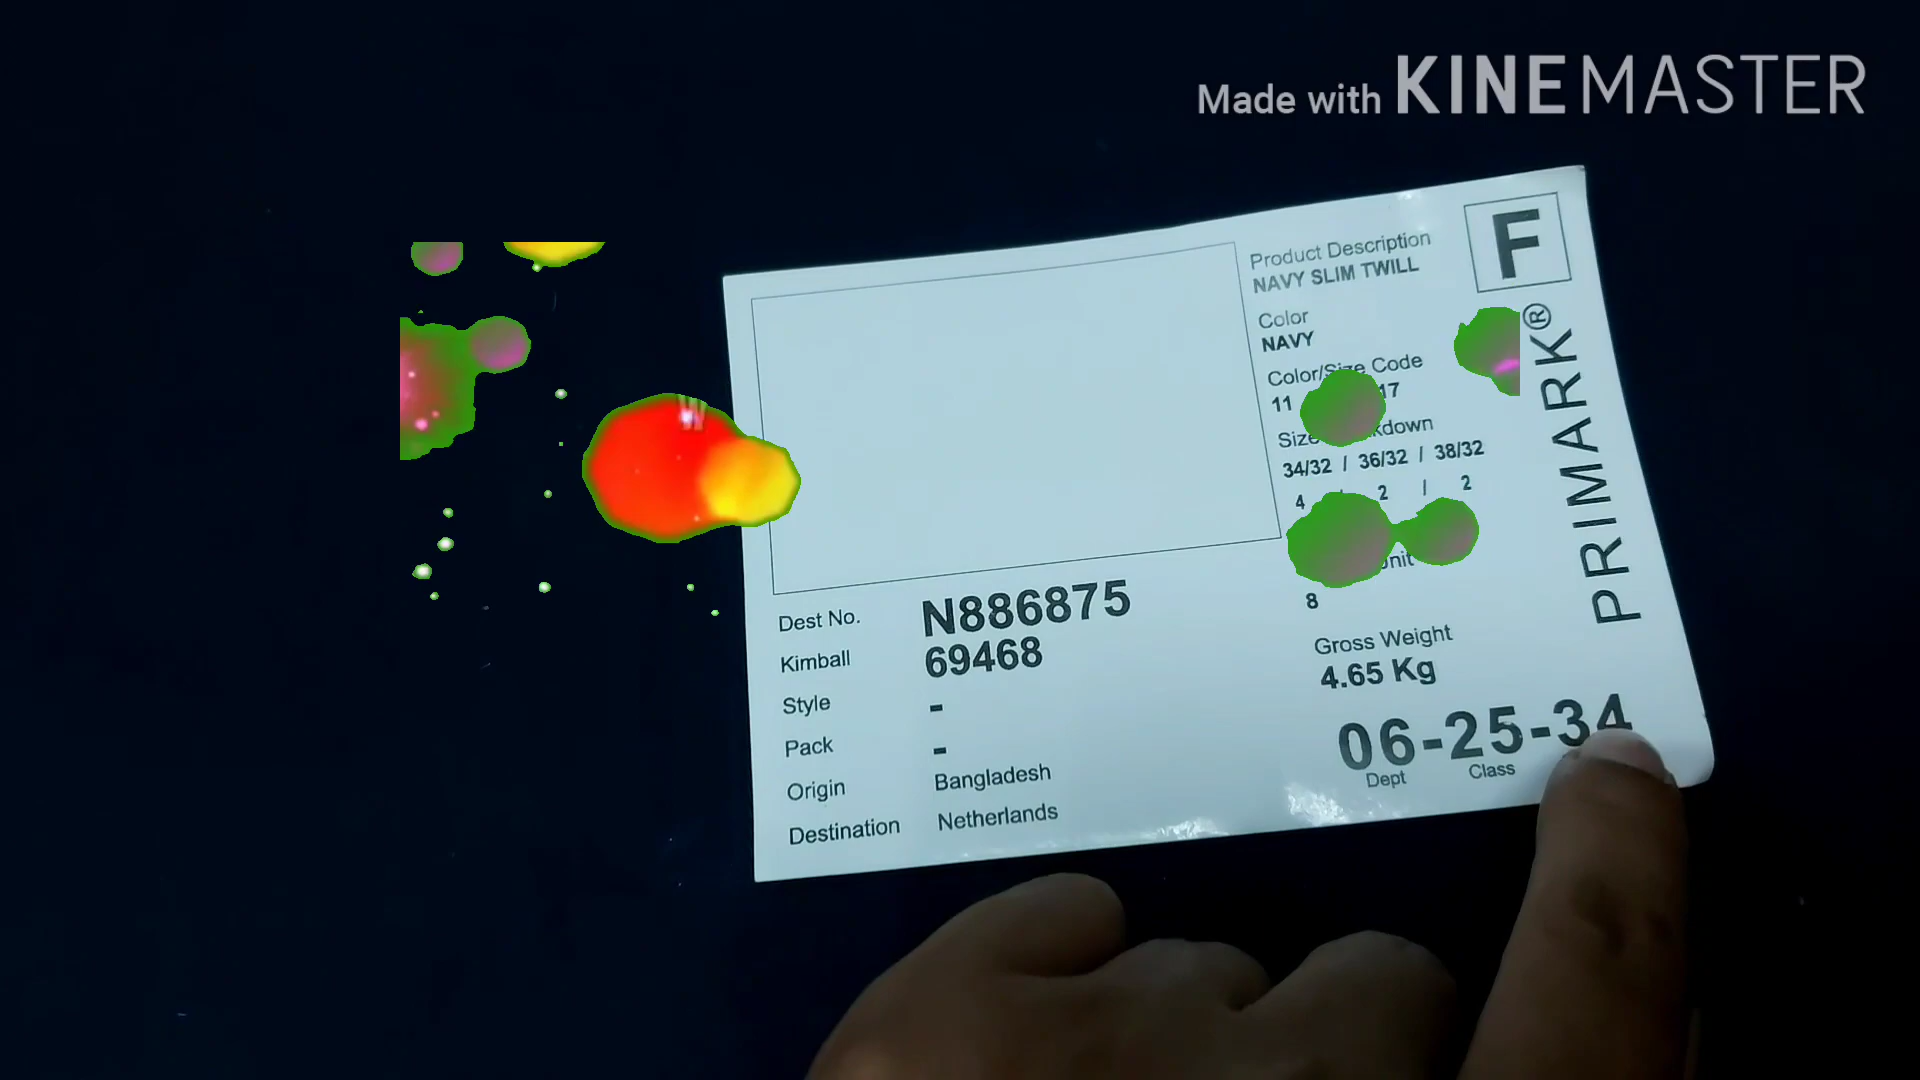 Made with KINEMASTER
Product Description
NAVY SLIM TWILL
F
Color
NAVY
Color/Size Code
11 17
34/32 / 36/32 / 38/32
4 2 / 2
8
Gross Weight
4.65 Kg
PRIMARK®
Dest No. N886875
Kimball 69468
Style -
Pack -
Origin Bangladesh
Destination Netherlands
06-25-34
Dept Class